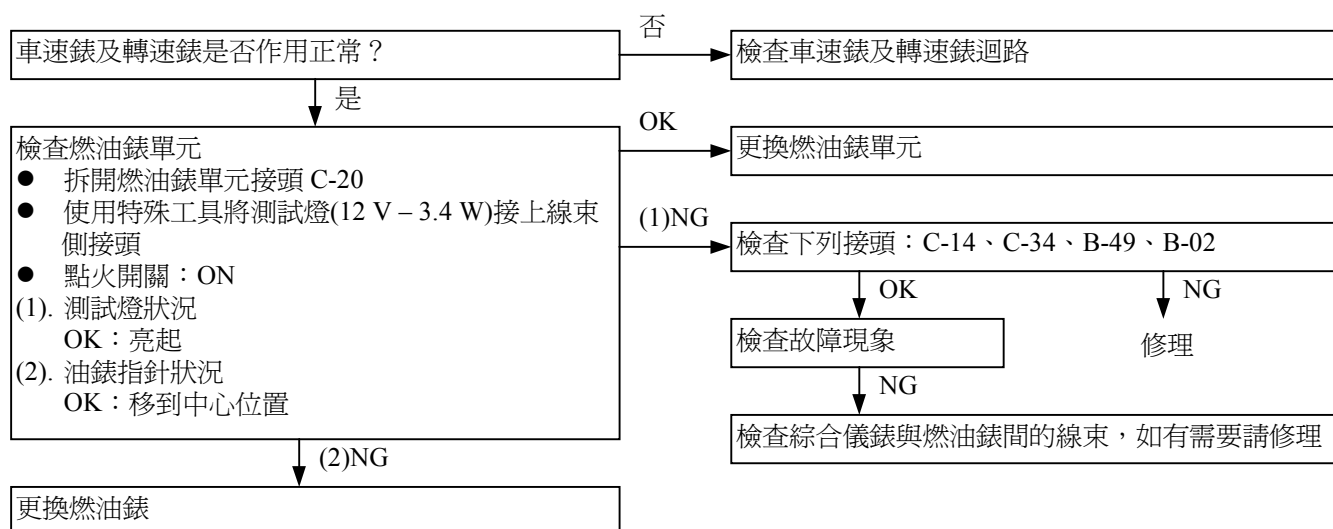 否
車速錶及轉速錶是否作用正常？
檢查車速錶及轉速錶迴路
是
檢查燃油錶單元
● 拆開燃油錶單元接頭 C-20
● 使用特殊工具將測試燈(12 V – 3.4 W)接上線束
側接頭
● 點火開關：ON
(1). 測試燈狀況
OK：亮起
(2). 油錶指針狀況
OK：移到中心位置
OK
更換燃油錶單元
(1)NG
檢查下列接頭：C-14、C-34、B-49、B-02
OK
NG
檢查故障現象
修理
NG
檢查綜合儀錶與燃油錶間的線束，如有需要請修理
(2)NG
更換燃油錶